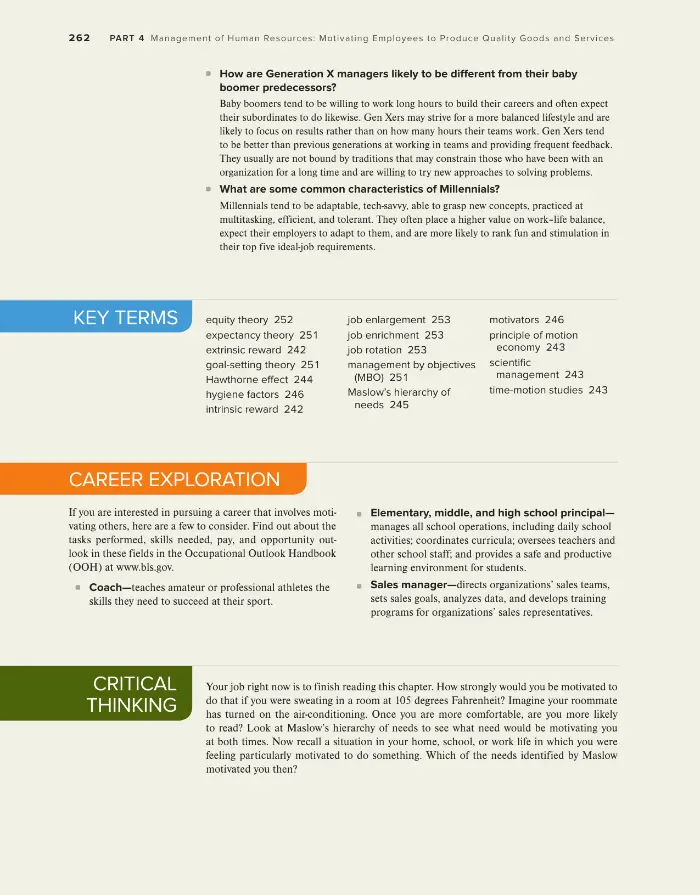 262 PART 4 Management of Human Resources: Motivating Employees to Produce Quality Goods and Services
How are Generation X managers likely to be different from their baby
boomer predecessors?
Baby boomers tend to be willing to work long hours to build their careers and often expect
their subordinates to do likewise. Gen Xers may strive for a more balanced lifestyle and are
likely to focus on results rather than on how many hours their teams work. Gen Xers tend
to be better than previous generations at working in teams and providing frequent feedback.
They usually are not bound by traditions that may constrain those who have been with an
organization for a long time and are willing to try new approaches to solving problems.
What are some common characteristics of Millennials?
Millennials tend to be adaptable, tech-savvy, able to grasp new concepts, practiced at
multitasking, efficient, and tolerant. They often place a higher value on work–life balance,
expect their employers to adapt to them, and are more likely to rank fun and stimulation in
their top five ideal-job requirements.
KEY TERMS
equity theory 252
expectancy theory 251
extrinsic reward 242
goal-setting theory 251
Hawthorne effect 244
hygiene factors 246
intrinsic reward 242
job enlargement 253
job enrichment 253
job rotation 253
management by objectives
(MBO) 251
Maslow's hierarchy of
needs 245
motivators 246
principle of motion
economy 243
scientific
management 243
time-motion studies 243
CAREER EXPLORATION
If you are interested in pursuing a career that involves moti-
vating others, here are a few to consider. Find out about the
tasks performed, skills needed, pay, and opportunity out-
look in these fields in the Occupational Outlook Handbook
(OOH) at www.bls.gov.
Coach—teaches amateur or professional athletes the
skills they need to succeed at their sport.
Elementary, middle, and high school principal—
manages all school operations, including daily school
activities; coordinates curricula; oversees teachers and
other school staff; and provides a safe and productive
learning environment for students.
Sales manager—directs organizations' sales teams,
sets sales goals, analyzes data, and develops training
programs for organizations' sales representatives.
CRITICAL
THINKING
Your job right now is to finish reading this chapter. How strongly would you be motivated to
do that if you were sweating in a room at 105 degrees Fahrenheit? Imagine your roommate
has turned on the air-conditioning. Once you are more comfortable, are you more likely
to read? Look at Maslow's hierarchy of needs to see what need would be motivating you
at both times. Now recall a situation in your home, school, or work life in which you were
feeling particularly motivated to do something. Which of the needs identified by Maslow
motivated you then?